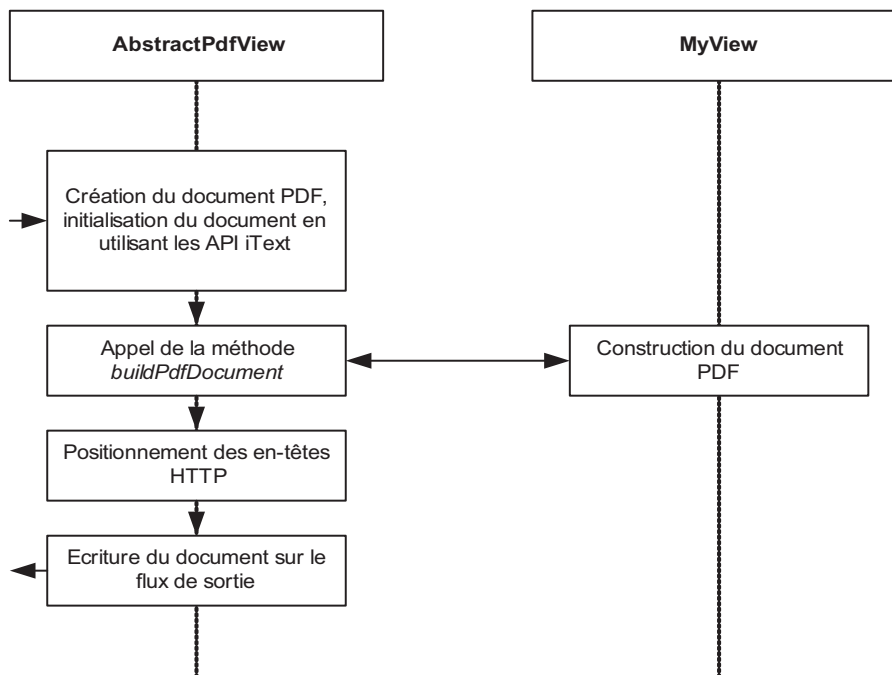 AbstractPdfView
MyView
Création du document PDF,
initialisation du document en
utilisant les API iText
Appel de la méthode
buildPdfDocument
Construction du document
PDF
Positionnement des en-têtes
HTTP
Ecriture du document sur le
flux de sortie